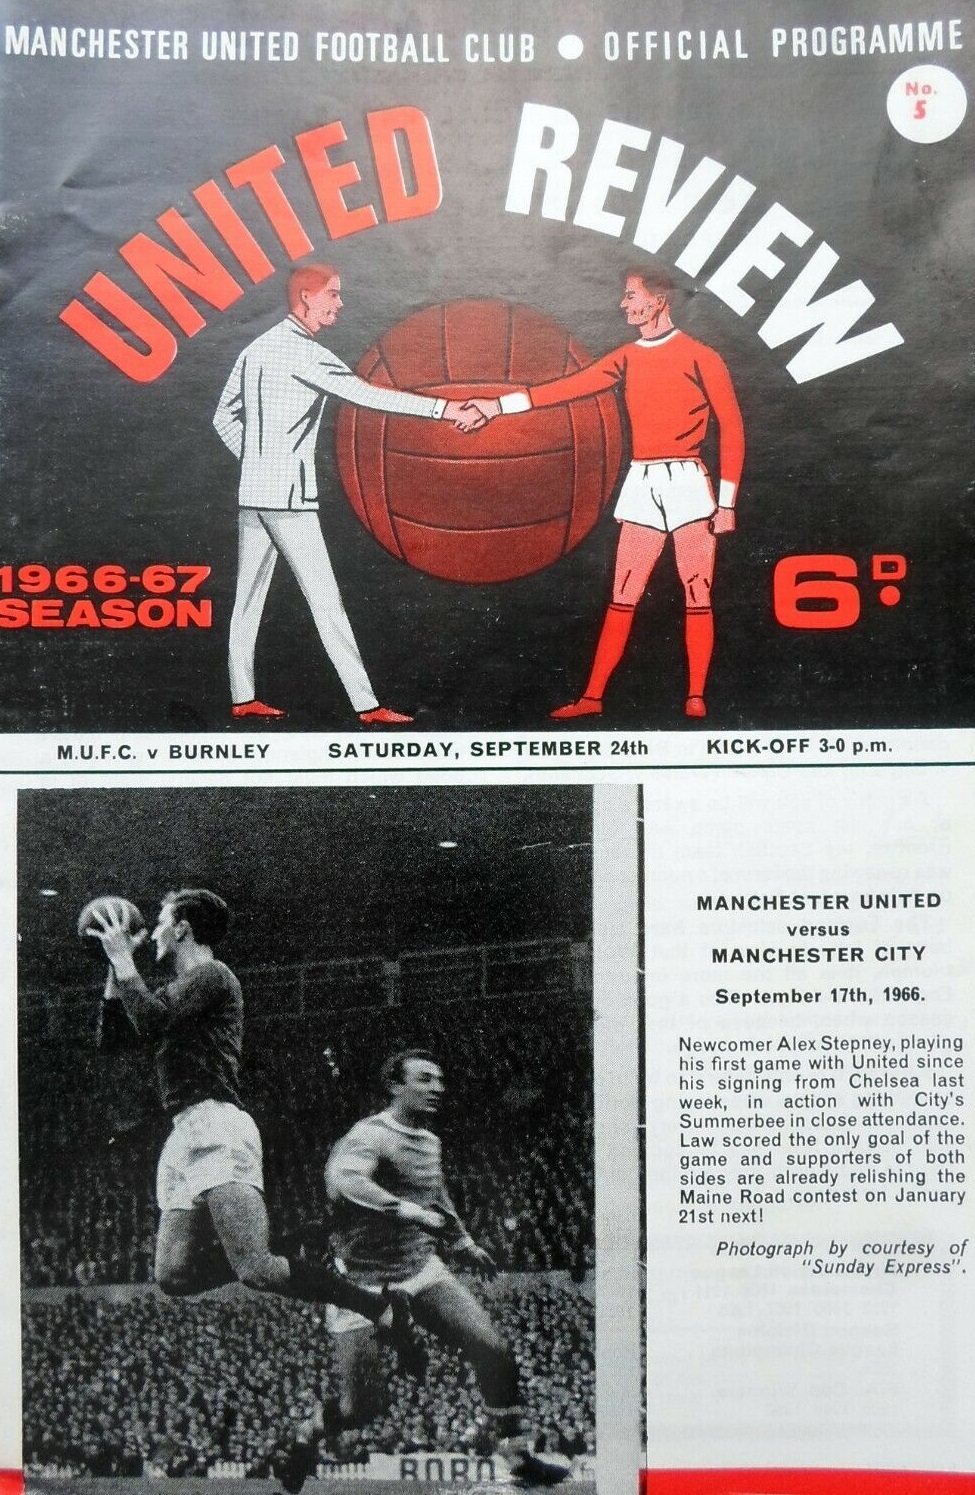 MANCHESTER UNITED FOOTBALL CLUB ● OFFICIAL PROGRAMME
No.
5
UNITED REVIEW
1966-67
SEASON
6D.
M.U.F.C. v BURNLEY SATURDAY, SEPTEMBER 24th KICK-OFF 3-0 p.m.
MANCHESTER UNITED
versus
MANCHESTER CITY
September 17th, 1966.
Newcomer Alex Stepney, playing
his first game with United since
his signing from Chelsea last
week, in action with City's
Summerbee in close attendance.
Law scored the only goal of the
game and supporters of both
sides are already relishing the
Maine Road contest on January
21st next!
Photograph by courtesy of
"Sunday Express".
BORO